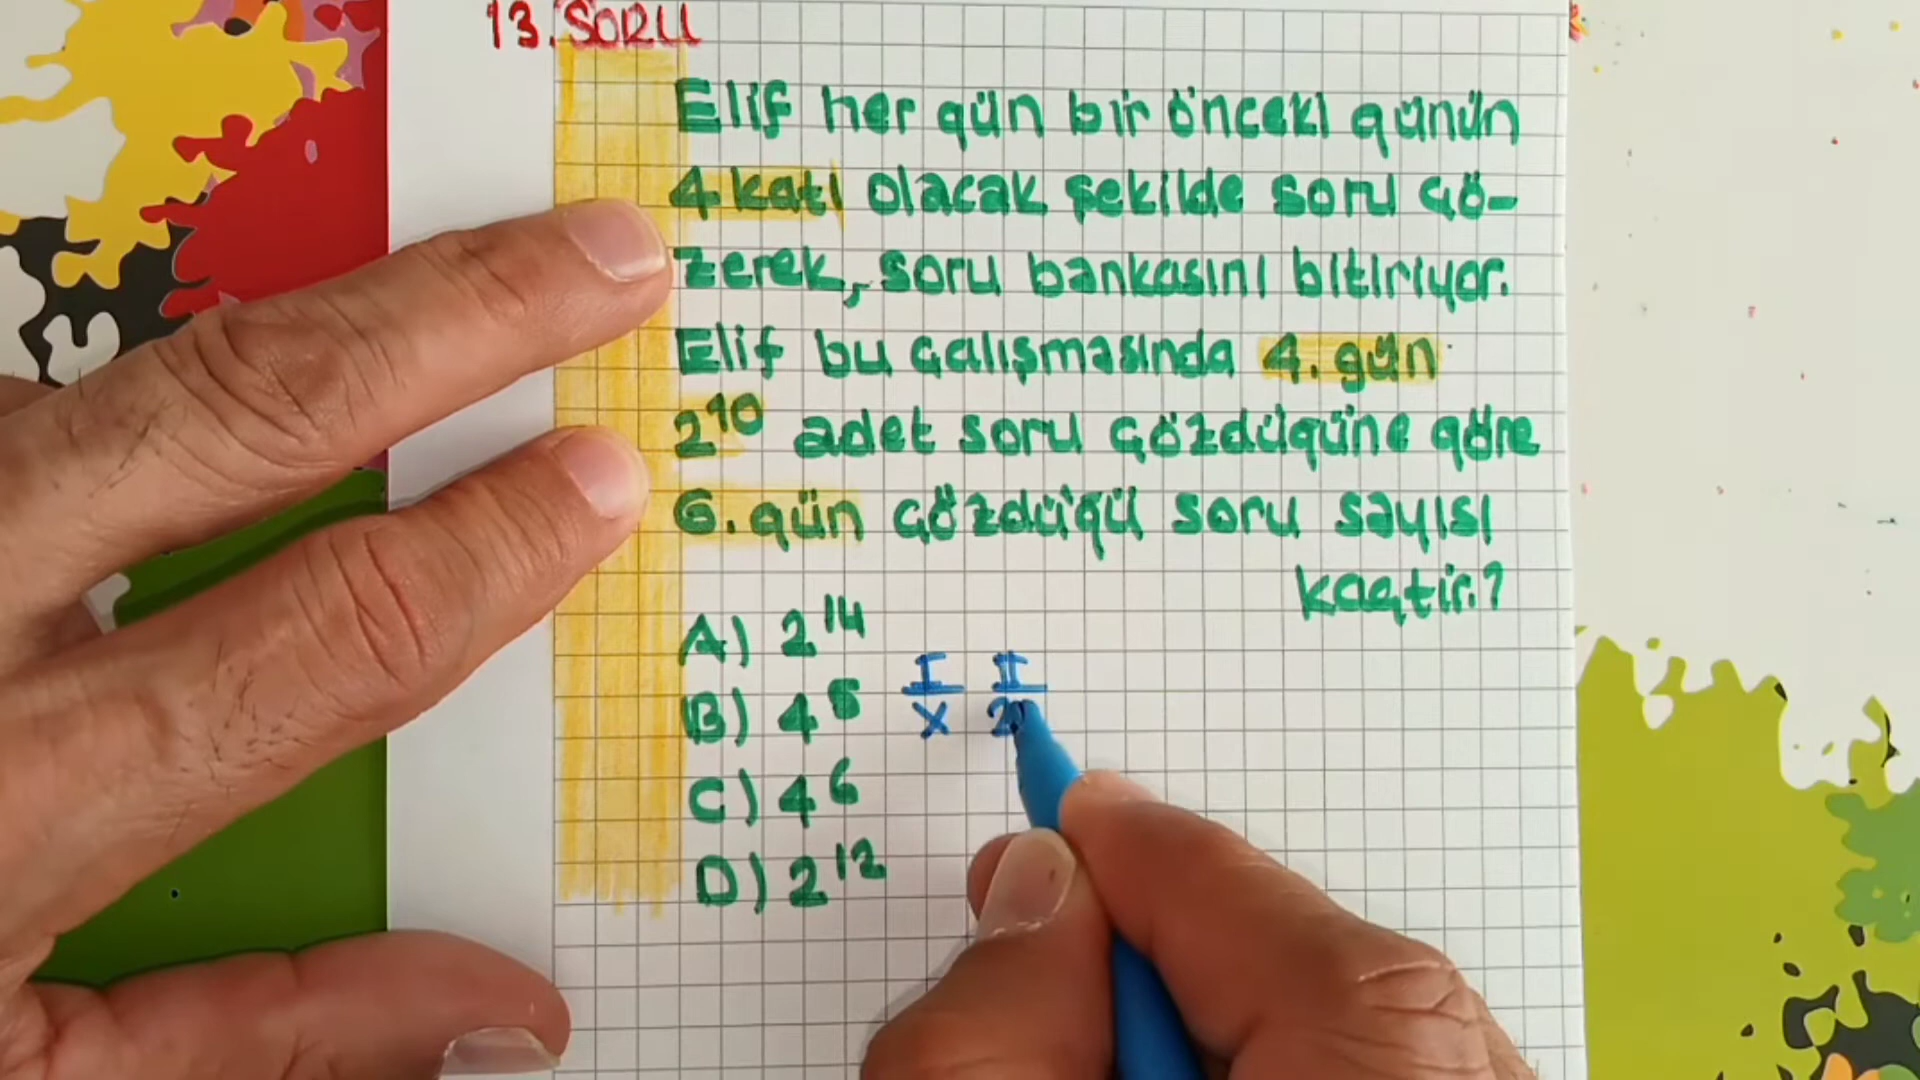 13. SORU
Elif her gün bir önceki günün
4 katı olacak şekilde soru çö-
zerek, soru bankasını bitiriyor.
Elif bu çalışmasında 4. gün
2¹⁰ adet soru çözdüğüne göre
6. gün çözdüğü soru sayısı
kaçtır?
A) 2¹⁴
B) 4⁵
C) 4⁶
D) 2¹²
I II
X